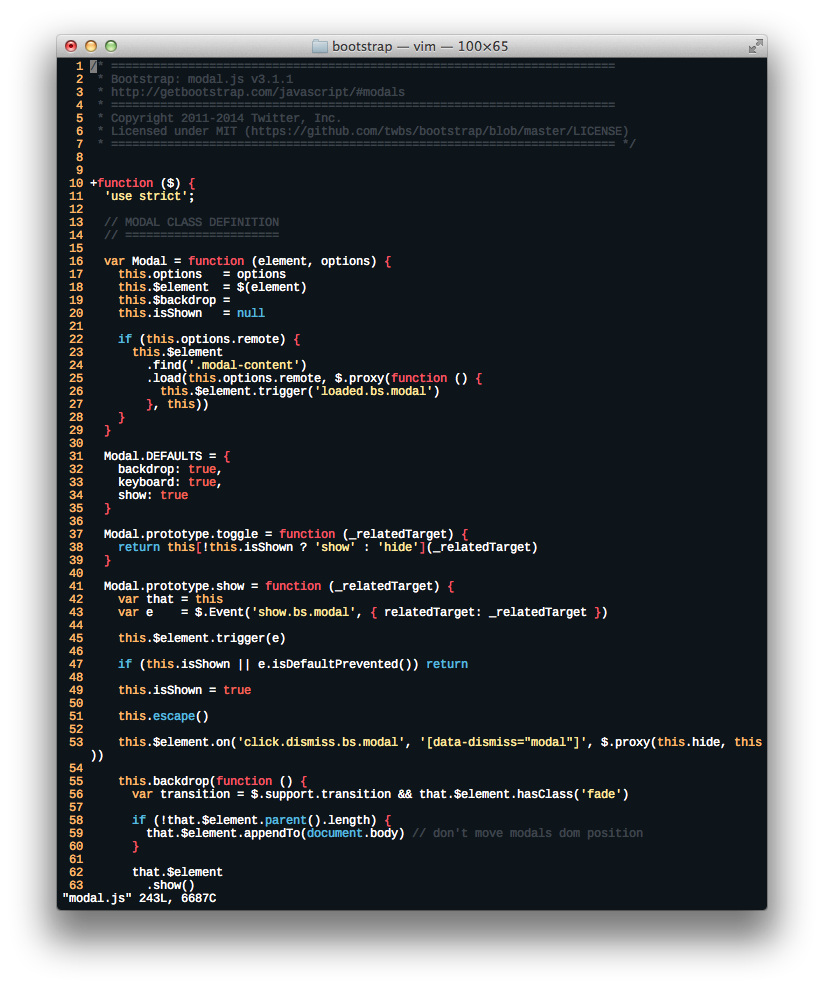 bootstrap — vim — 100×65
1 /* ========================================================================
2  * Bootstrap: modal.js v3.1.1
3  * http://getbootstrap.com/javascript/#modals
4  * ========================================================================
5  * Copyright 2011-2014 Twitter, Inc.
6  * Licensed under MIT (https://github.com/twbs/bootstrap/blob/master/LICENSE)
7  * ======================================================================== */
8
9
10 +function ($) {
11   'use strict';
12
13   // MODAL CLASS DEFINITION
14   // ======================
15
16   var Modal = function (element, options) {
17     this.options   = options
18     this.$element  = $(element)
19     this.$backdrop =
20     this.isShown   = null
21
22     if (this.options.remote) {
23       this.$element
24         .find('.modal-content')
25         .load(this.options.remote, $.proxy(function () {
26           this.$element.trigger('loaded.bs.modal')
27         }, this))
28     }
29   }
30
31   Modal.DEFAULTS = {
32     backdrop: true,
33     keyboard: true,
34     show: true
35   }
36
37   Modal.prototype.toggle = function (_relatedTarget) {
38     return this[!this.isShown ? 'show' : 'hide'](_relatedTarget)
39   }
40
41   Modal.prototype.show = function (_relatedTarget) {
42     var that = this
43     var e    = $.Event('show.bs.modal', { relatedTarget: _relatedTarget })
44
45     this.$element.trigger(e)
46
47     if (this.isShown || e.isDefaultPrevented()) return
48
49     this.isShown = true
50
51     this.escape()
52
53     this.$element.on('click.dismiss.bs.modal', '[data-dismiss="modal"]', $.proxy(this.hide, this
))
54
55     this.backdrop(function () {
56       var transition = $.support.transition && that.$element.hasClass('fade')
57
58       if (!that.$element.parent().length) {
59         that.$element.appendTo(document.body) // don't move modals dom position
60       }
61
62       that.$element
63         .show()
"modal.js" 243L, 6687C